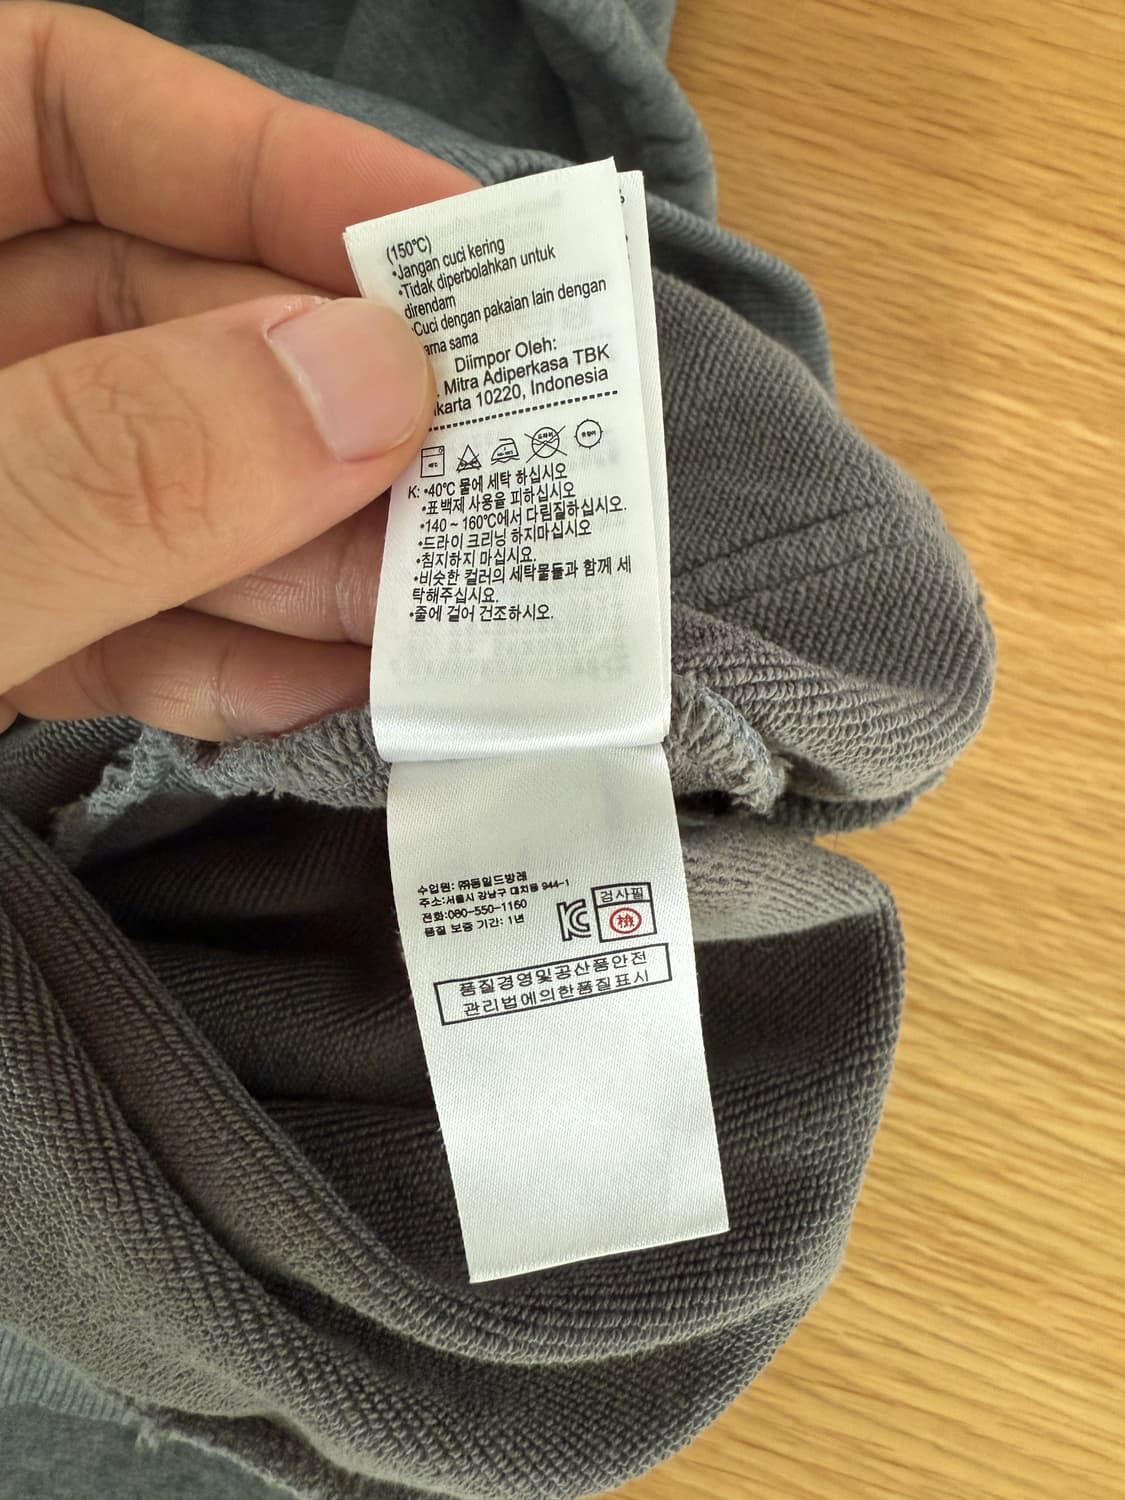 (150°C)
•Jangan cuci kering
•Tidak diperbolahkan untuk
direndam
•Cuci dengan pakaian lain dengan
sama
Diimpor Oleh:
Mitra Adiperkasa TBK
10220, Indonesia
K: •40°C 물에 세탁 하십시오
•표백제 사용을 피하십시오
•140 ~ 160°C에서 다림질하십시오.
•드라이 크리닝 하지마십시오
•침지하지 마십시요.
•비슷한 컬러의 세탁물들과 함께 세
탁해주십시요.
•줄에 걸어 건조하시오.
수입원: ㈜동일드방레
주소:서울시 강남구 대치동 944-1
전화:080-550-1160
품질 보증 기간: 1년
검사필
檢
품질경영및공산품안전
관리법에의한품질표시